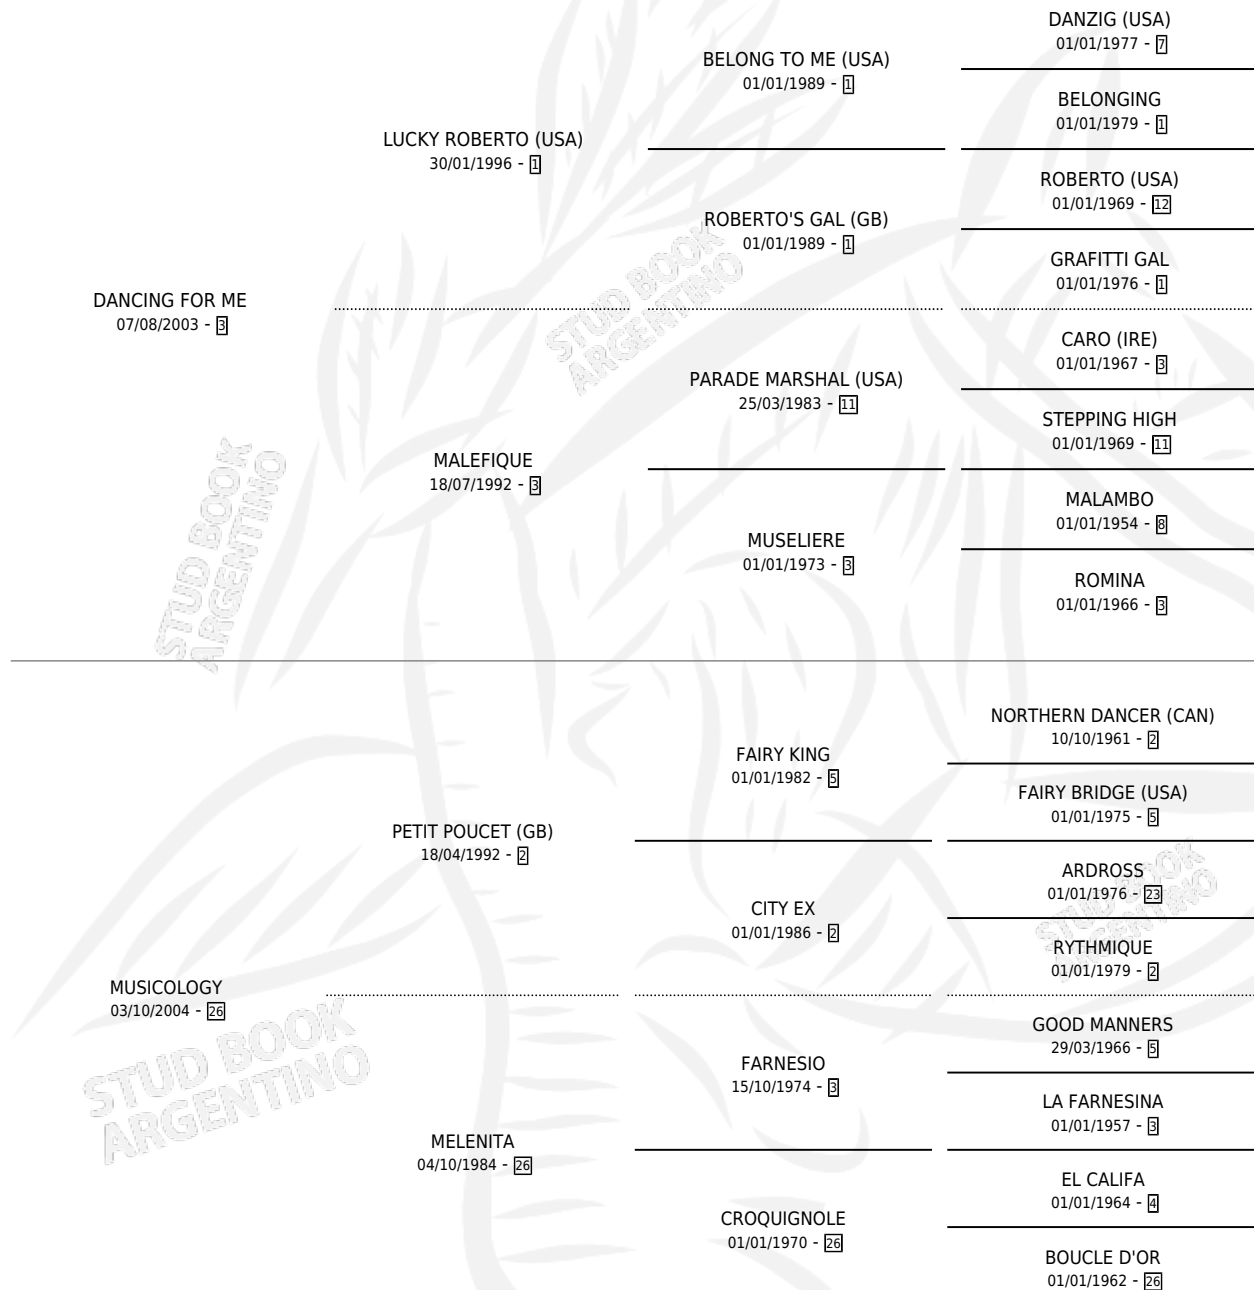 DANZIG (USA)
01/01/1977 - 7
BELONG TO ME (USA)
01/01/1989 - 1
BELONGING
01/01/1979 - 1
LUCKY ROBERTO (USA)
30/01/1996 - 1
ROBERTO (USA)
01/01/1969 - 12
ROBERTO'S GAL (GB)
01/01/1989 - 1
GRAFITTI GAL
01/01/1976 - 1
DANCING FOR ME
07/08/2003 - 3
STUD BOOK
ARGENTINO
CARO (IRE)
01/01/1967 - 3
PARADE MARSHAL (USA)
25/03/1983 - 11
STEPPING HIGH
01/01/1969 - 11
MALEFIQUE
18/07/1992 - 3
MALAMBO
01/01/1954 - 8
MUSELIERE
01/01/1973 - 3
ROMINA
01/01/1966 - 3
STUD BOOK
ARGENTINO
NORTHERN DANCER (CAN)
10/10/1961 - 2
FAIRY KING
01/01/1982 - 5
FAIRY BRIDGE (USA)
01/01/1975 - 5
PETIT POUCET (GB)
18/04/1992 - 2
ARDROSS
01/01/1976 - 23
CITY EX
01/01/1986 - 2
RYTHMIQUE
01/01/1979 - 2
STUD BOOK
ARGENTINO
MUSICOLOGY
03/10/2004 - 26
GOOD MANNERS
29/03/1966 - 5
FARNESIO
15/10/1974 - 3
LA FARNESINA
01/01/1957 - 3
STUD BOOK
ARGENTINO
MELENITA
04/10/1984 - 26
EL CALIFA
01/01/1964 - 4
CROQUIGNOLE
01/01/1970 - 26
BOUCLE D'OR
01/01/1962 - 26